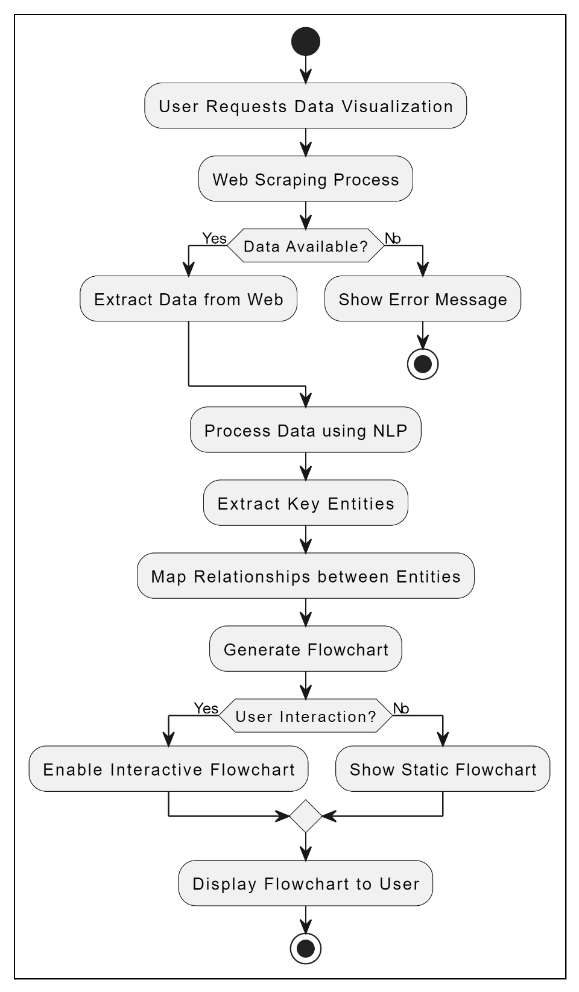 User Requests Data Visualization
Web Scraping Process
Yes
Data Available?
No
Extract Data from Web
Show Error Message
Process Data using NLP
Extract Key Entities
Map Relationships between Entities
Generate Flowchart
Yes
User Interaction?
No
Enable Interactive Flowchart
Show Static Flowchart
Display Flowchart to User